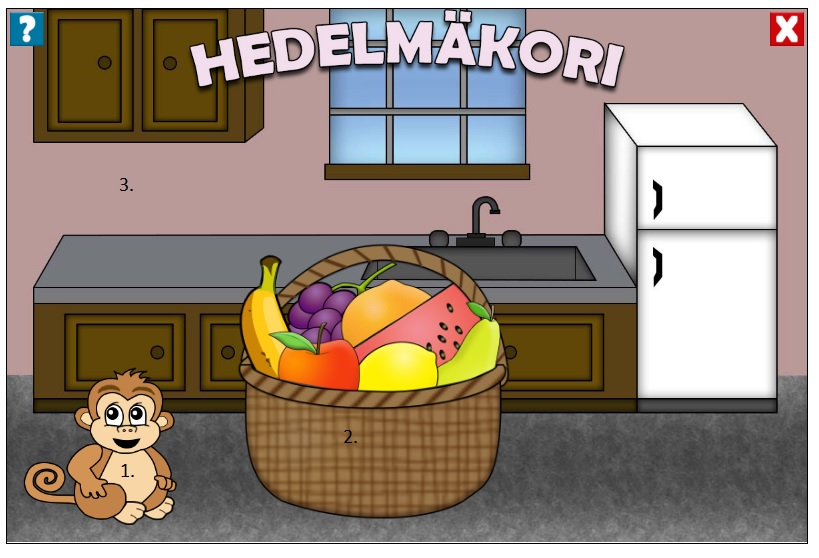 ?
X
HEDELMÄKORI
3.
2.
1.